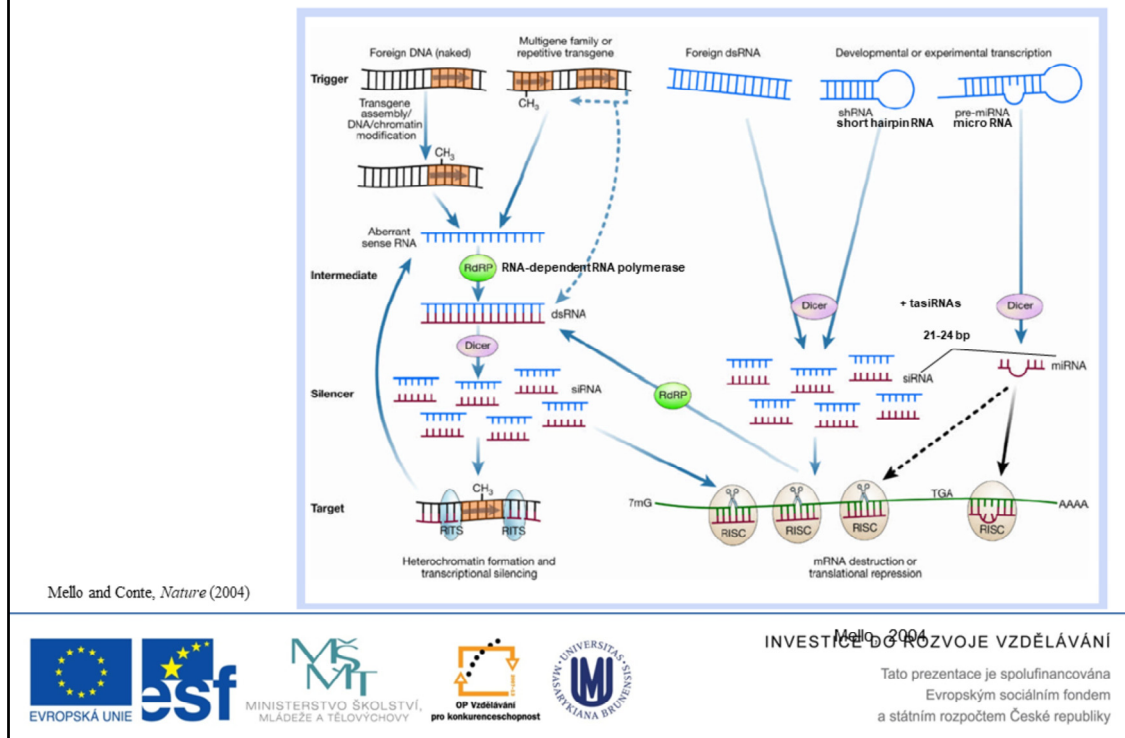 Foreign DNA (naked)
Multigene family or
repetitive transgene
Foreign dsRNA
Developmental or experimental transcription
Trigger
CH3
Transgene
assembly/
DNA/chromatin
modification
shRNA
short hairpin RNA
pre-miRNA
micro RNA
CH3
Aberrant
sense RNA
Intermediate
RdRP
RNA-dependent RNA polymerase
dsRNA
Dicer
Dicer
+ tasiRNAs
Dicer
21-24 bp
siRNA
miRNA
Silencer
siRNA
RdRP
Target
CH3
RITS
RITS
7mG
RISC
RISC
RISC
TGA
RISC
AAAA
Heterochromatin formation and
transcriptional silencing
mRNA destruction or
translational repression
Mello and Conte, Nature (2004)
Mello, 2004
INVESTICE DO ROZVOJE VZDĚLÁVÁNÍ
Tato prezentace je spolufinancována
Evropským sociálním fondem
a státním rozpočtem České republiky
EVROPSKÁ UNIE
esf
MŠMT
MINISTERSTVO ŠKOLSTVÍ,
MLÁDEŽE A TĚLOVÝCHOVY
OP Vzdělávání
pro konkurenceschopnost
UNIVERSITAS
MASARYKIANA BRUNENSIS